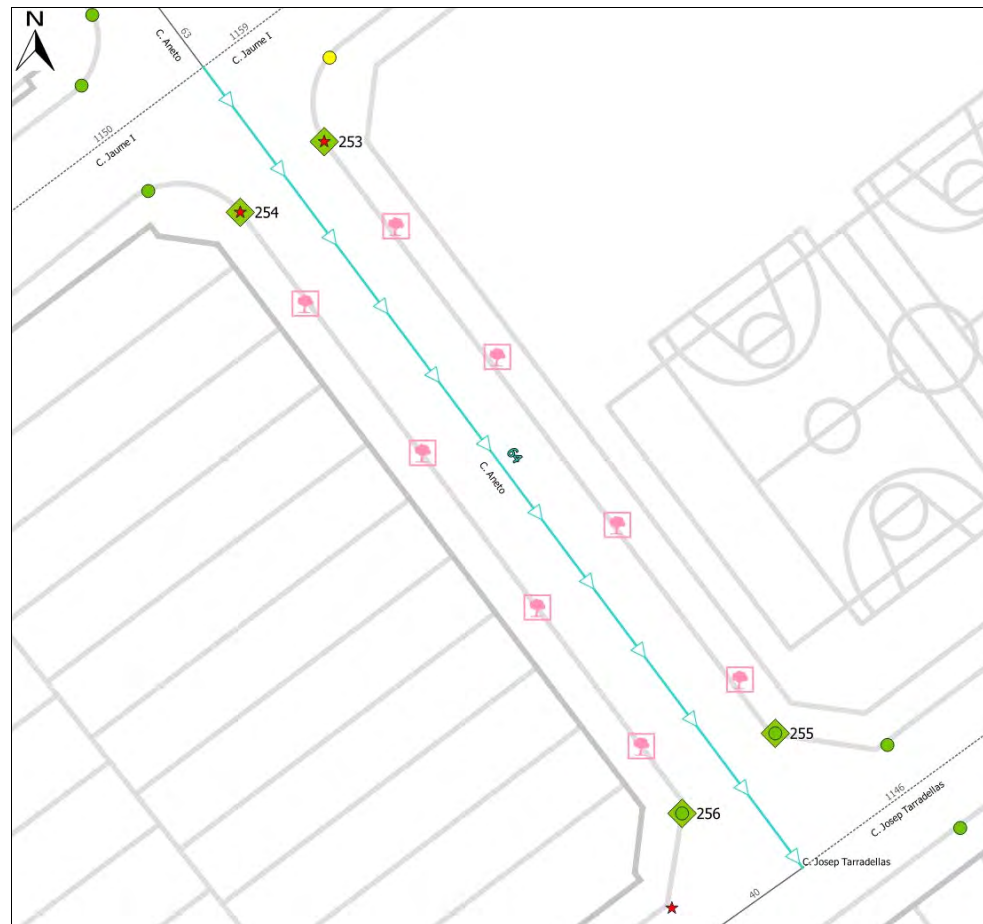 N
63
C. Aneto
1159
C. Jaume I
1150
C. Jaume I
253
254
64
C. Aneto
255
256
1146
C. Josep Tarradellas
C. Josep Tarradellas
40